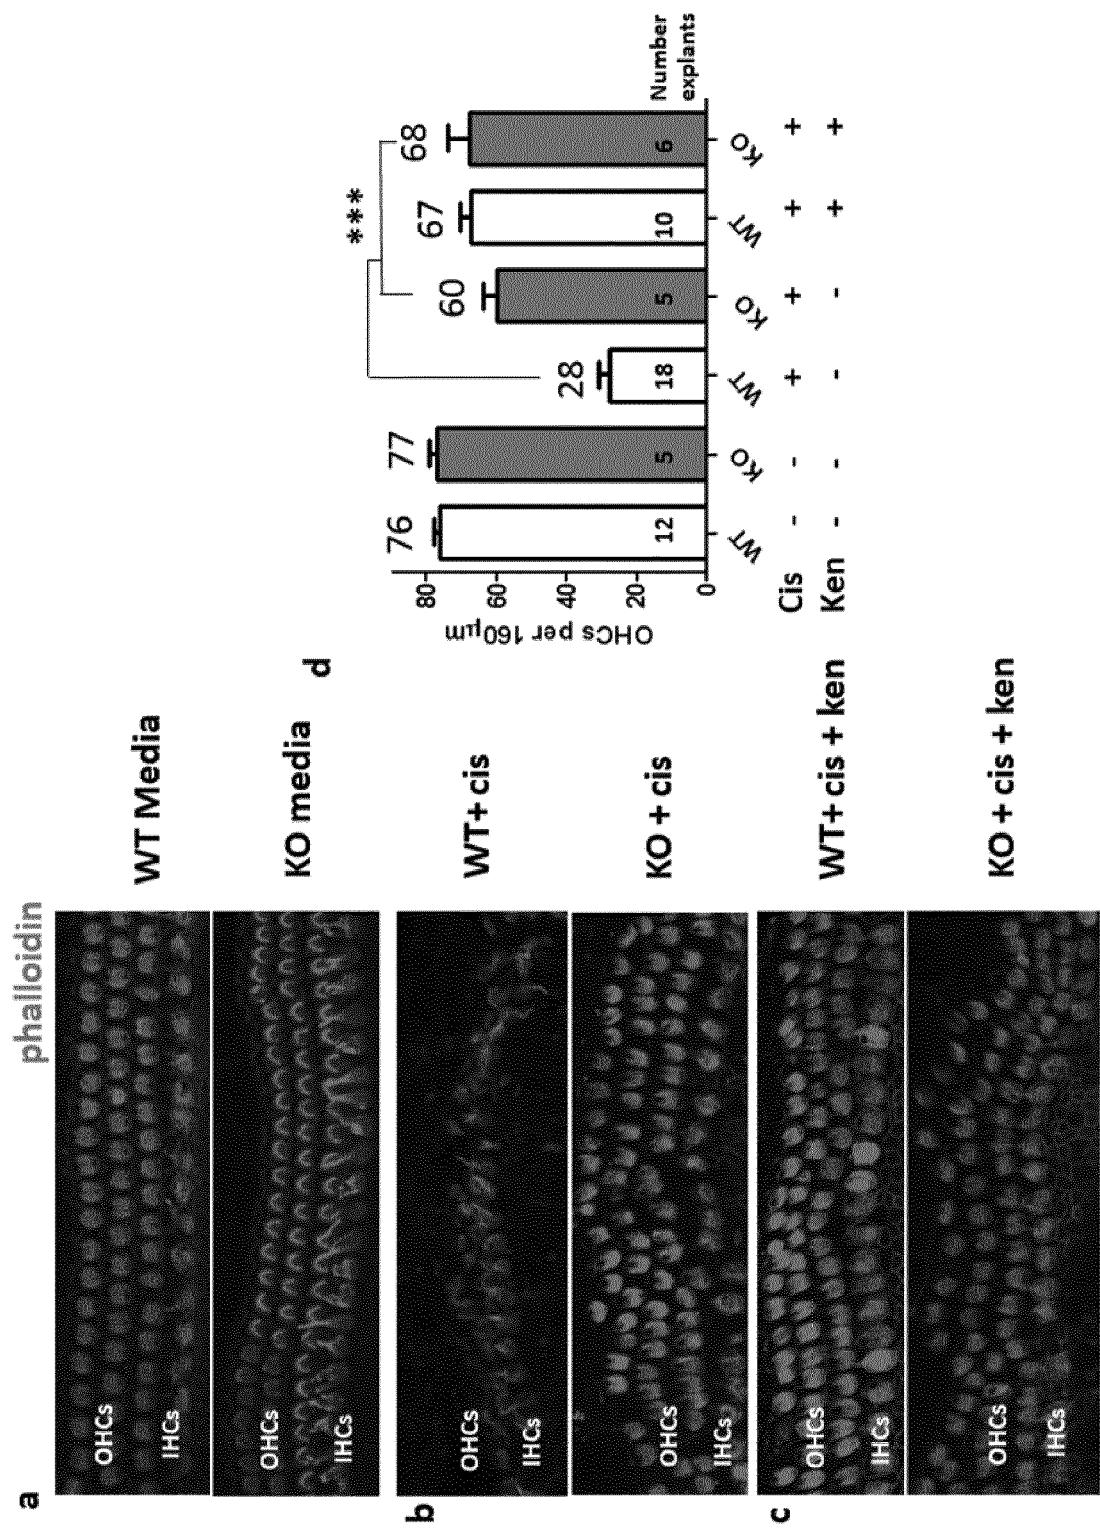 a
phalloidin
OHCs
IHCs
WT Media
OHCs
IHCs
KO media
b
OHCs
IHCs
WT+ cis
OHCs
IHCs
KO + cis
c
OHCs
IHCs
WT+ cis + ken
OHCs
IHCs
KO + cis + ken
d
***
76 77 28 60 67 68
OHCs per 160μm
80
60
40
20
0
12 5 18 5 10 6
Number
explants
WT KO WT KO WT KO
Cis - - + + + +
Ken - - - - + +